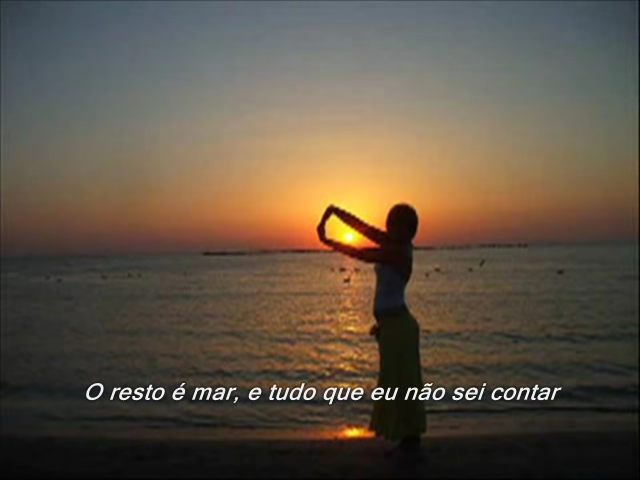 O resto é mar, e tudo que eu não sei contar